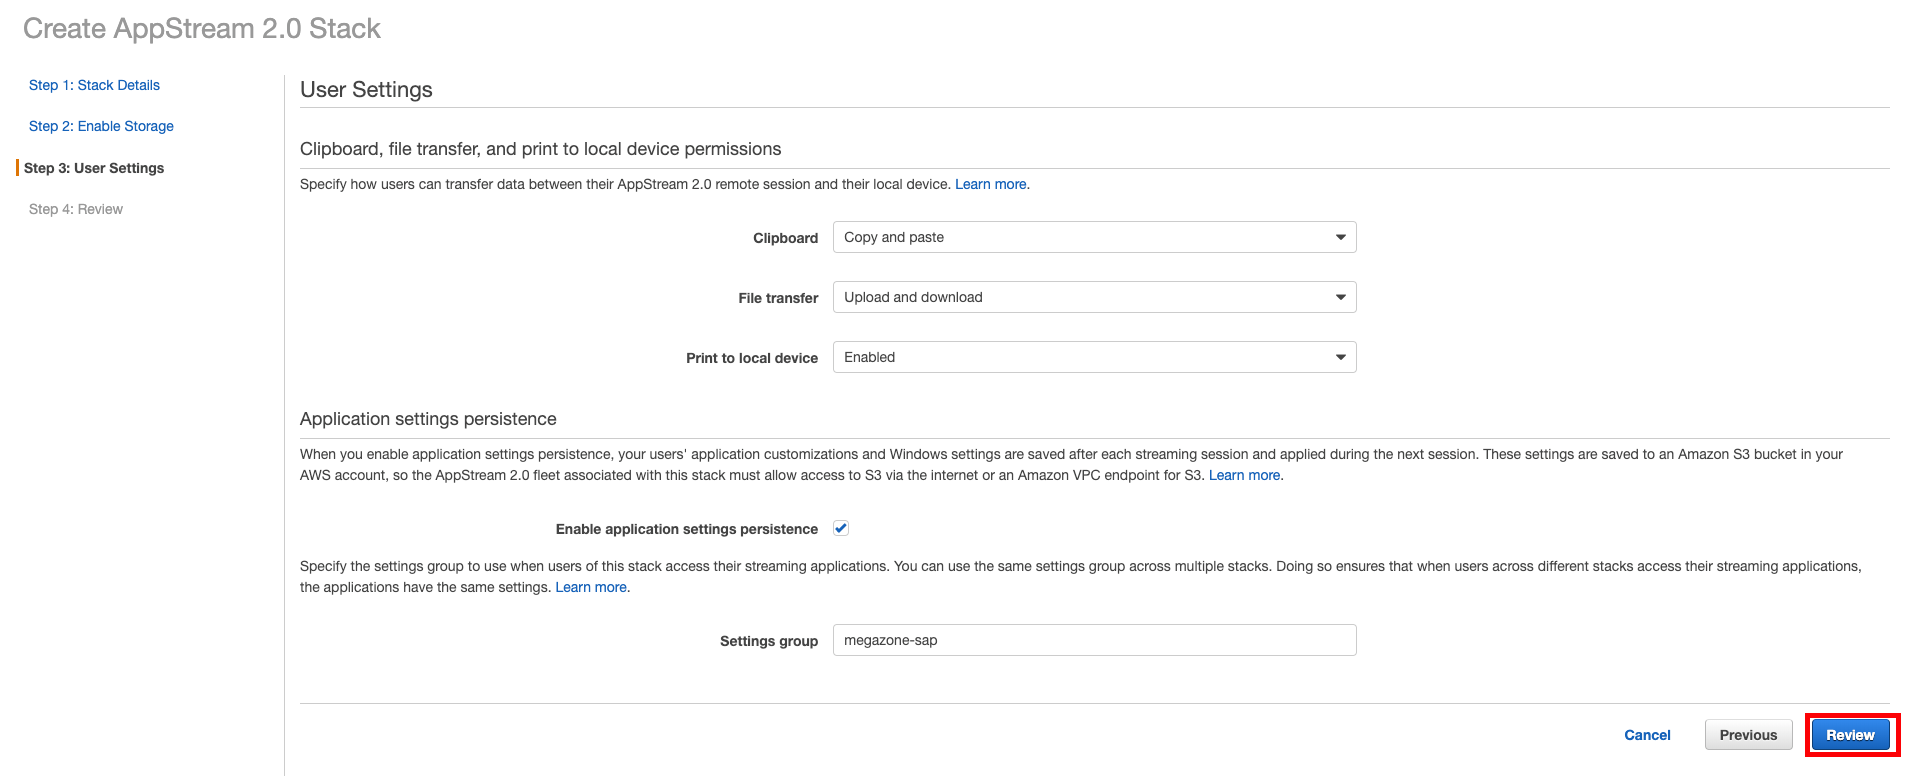 Create AppStream 2.0 Stack
Step 1: Stack Details
Step 2: Enable Storage
Step 3: User Settings
Step 4: Review
User Settings
Clipboard, file transfer, and print to local device permissions
Specify how users can transfer data between their AppStream 2.0 remote session and their local device. Learn more.
Clipboard
Copy and paste
File transfer
Upload and download
Print to local device
Enabled
Application settings persistence
When you enable application settings persistence, your users' application customizations and Windows settings are saved after each streaming session and applied during the next session. These settings are saved to an Amazon S3 bucket in your
AWS account, so the AppStream 2.0 fleet associated with this stack must allow access to S3 via the internet or an Amazon VPC endpoint for S3. Learn more.
Enable application settings persistence
Specify the settings group to use when users of this stack access their streaming applications. You can use the same settings group across multiple stacks. Doing so ensures that when users across different stacks access their streaming applications,
the applications have the same settings. Learn more.
Settings group
megazone-sap
Cancel
Previous
Review